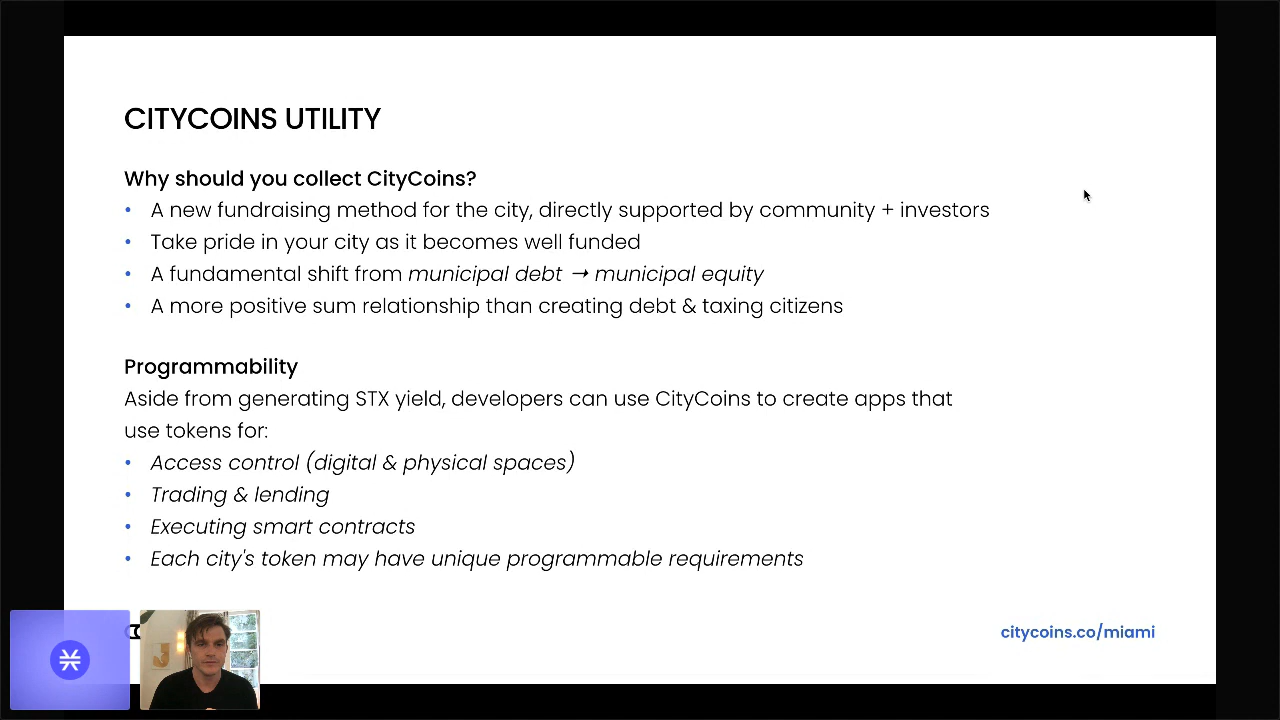 CITYCOINS UTILITY
Why should you collect CityCoins?
• A new fundraising method for the city, directly supported by community + investors
• Take pride in your city as it becomes well funded
• A fundamental shift from municipal debt → municipal equity
• A more positive sum relationship than creating debt & taxing citizens
Programmability
Aside from generating STX yield, developers can use CityCoins to create apps that
use tokens for:
• Access control (digital & physical spaces)
• Trading & lending
• Executing smart contracts
• Each city's token may have unique programmable requirements
citycoins.co/miami